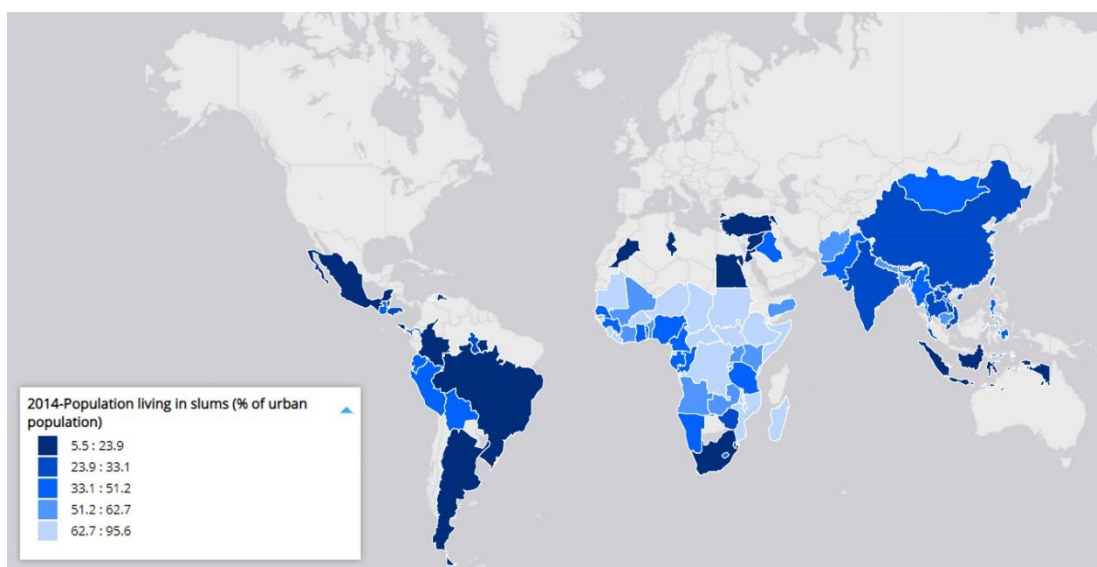 2014-Population living in slums (% of urban
population)
5.5 : 23.9
23.9 : 33.1
33.1 : 51.2
51.2 : 62.7
62.7 : 95.6